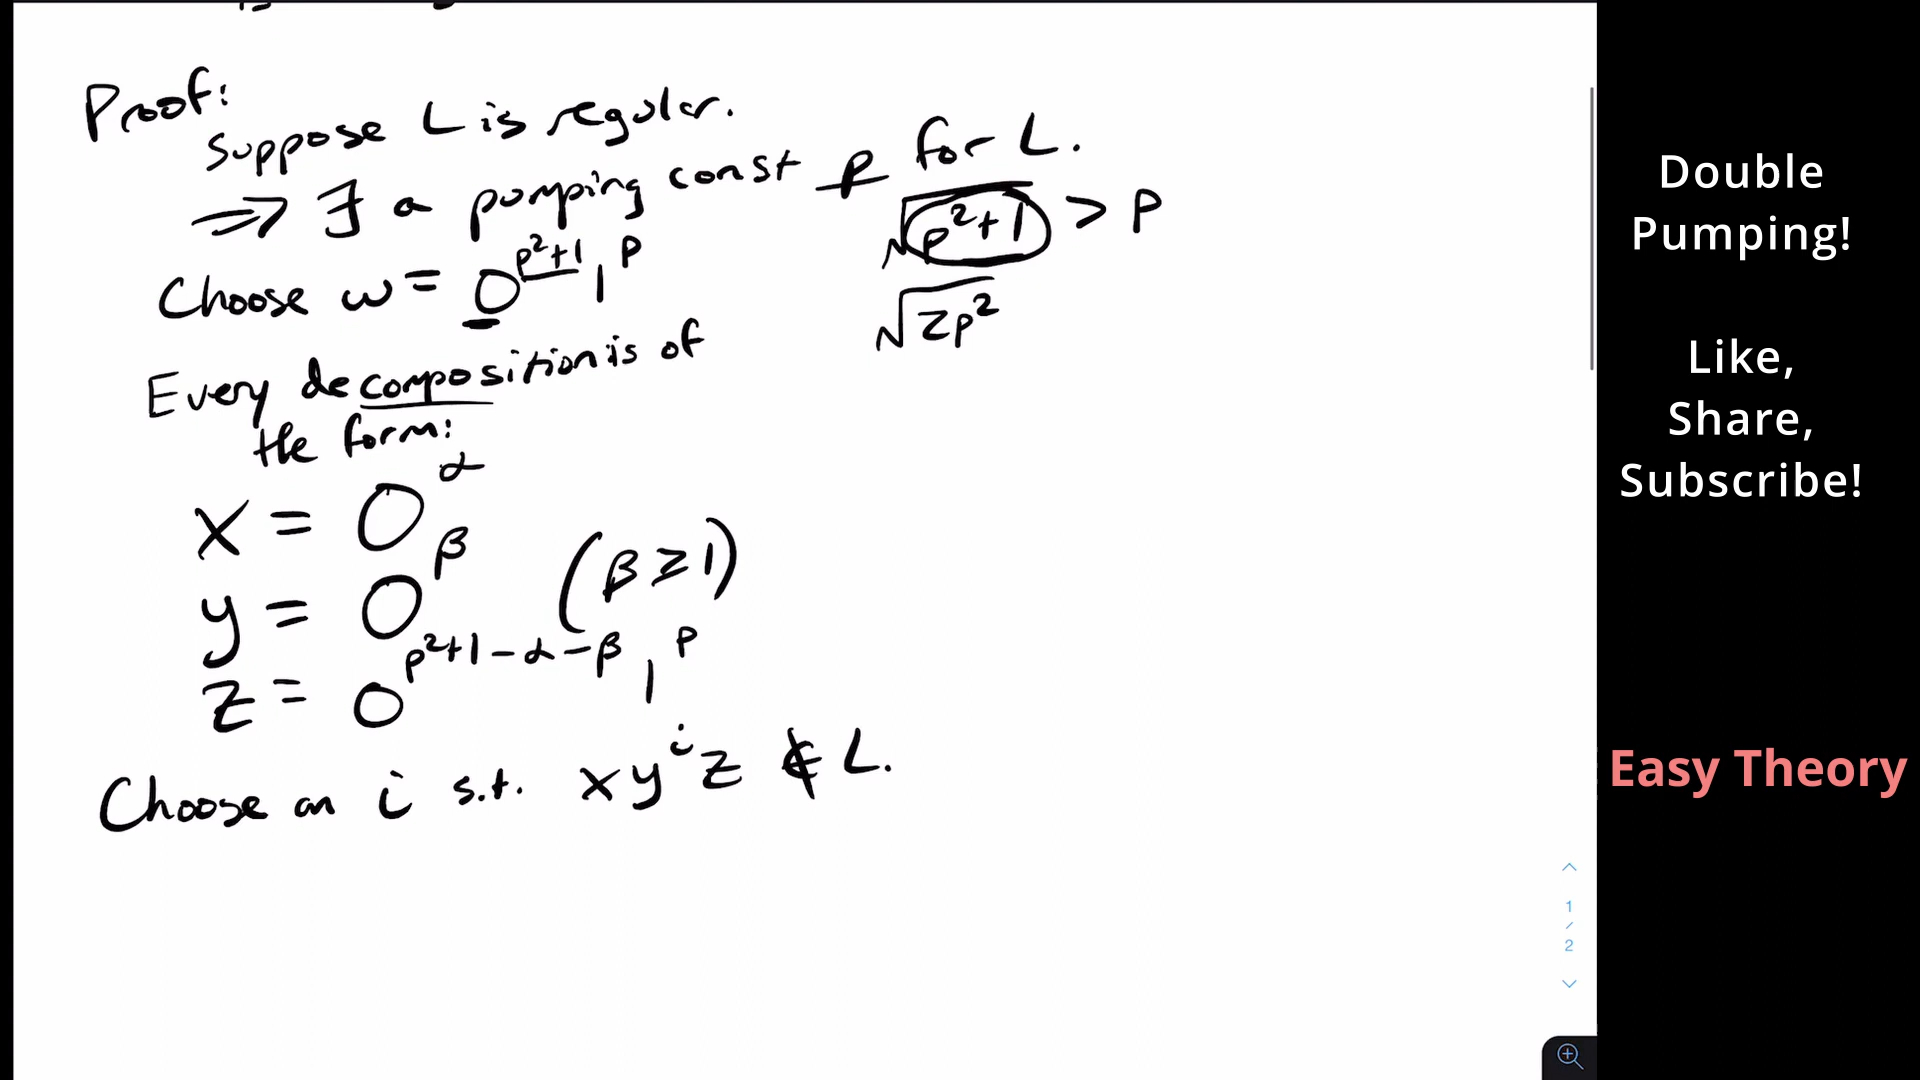 Proof:
Suppose L is regular.
⟹ ∃ a pumping const p for L.
√(p²+1) > p
Choose w = 0^(p²+1) 1^p
√(2p²)
Every decomposition is of
the form:
x = 0^α
y = 0^β (β ≥ 1)
z = 0^(p²+1-α-β) 1^p
Choose an i s.t. xy^i z ∉ L.
Double
Pumping!
Like,
Share,
Subscribe!
Easy Theory
1
/
2